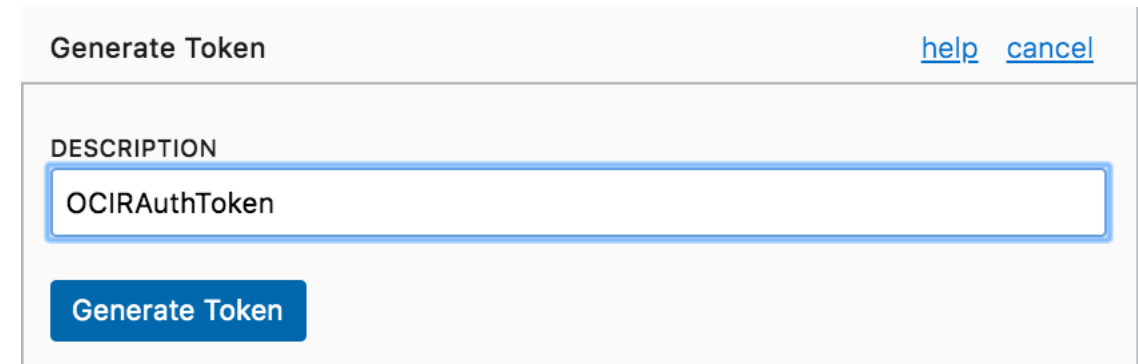 Generate Token help cancel
DESCRIPTION
OCIRAuthToken
Generate Token